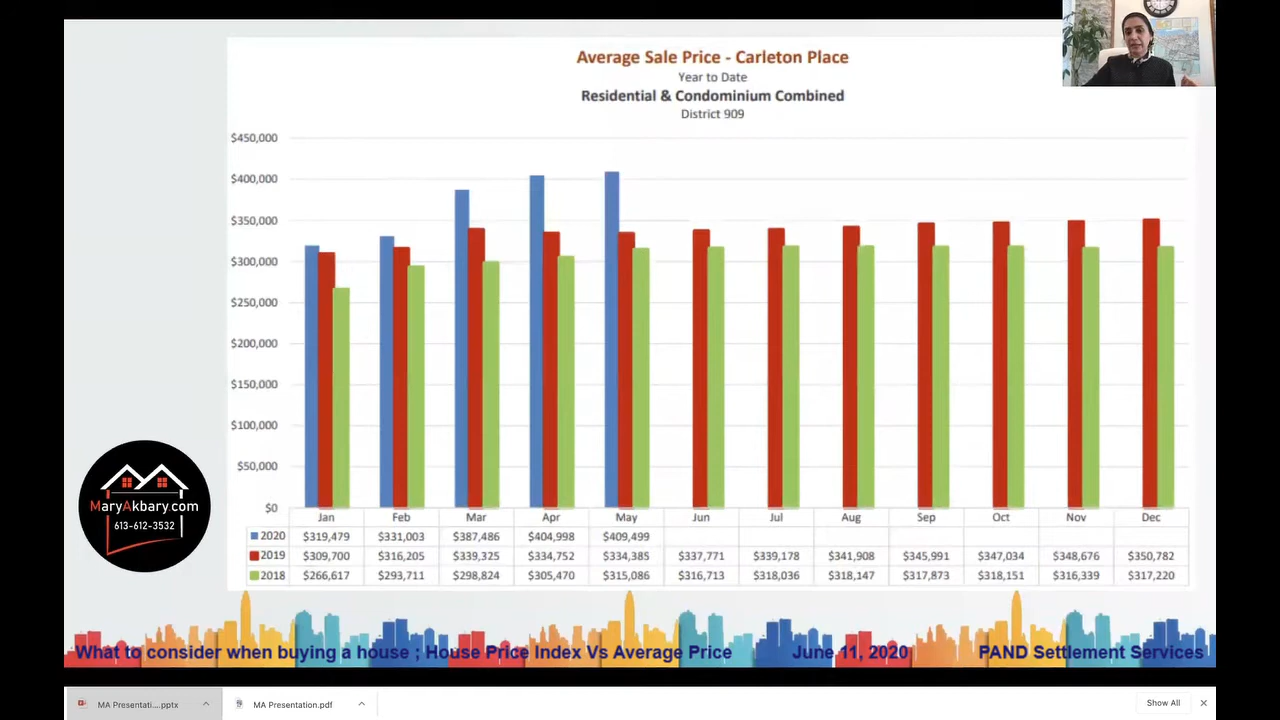 Average Sale Price - Carleton Place
Year to Date
Residential & Condominium Combined
District 909
$450,000
$400,000
$350,000
$300,000
$250,000
$200,000
$150,000
$100,000
$50,000
$0
Jan Feb Mar Apr May Jun Jul Aug Sep Oct Nov Dec
2020 $319,479 $331,003 $387,486 $404,998 $409,499
2019 $309,700 $316,205 $339,325 $334,752 $334,385 $337,771 $339,178 $341,908 $345,991 $347,034 $348,676 $350,782
2018 $266,617 $293,711 $298,824 $305,470 $315,086 $316,713 $318,036 $318,147 $317,873 $318,151 $316,339 $317,220
MaryAkbary.com
613-612-3532
What to consider when buying a house ; House Price Index Vs Average Price June 11, 2020 PAND Settlement Services
MA Presentati....pptx MA Presentation.pdf Show All